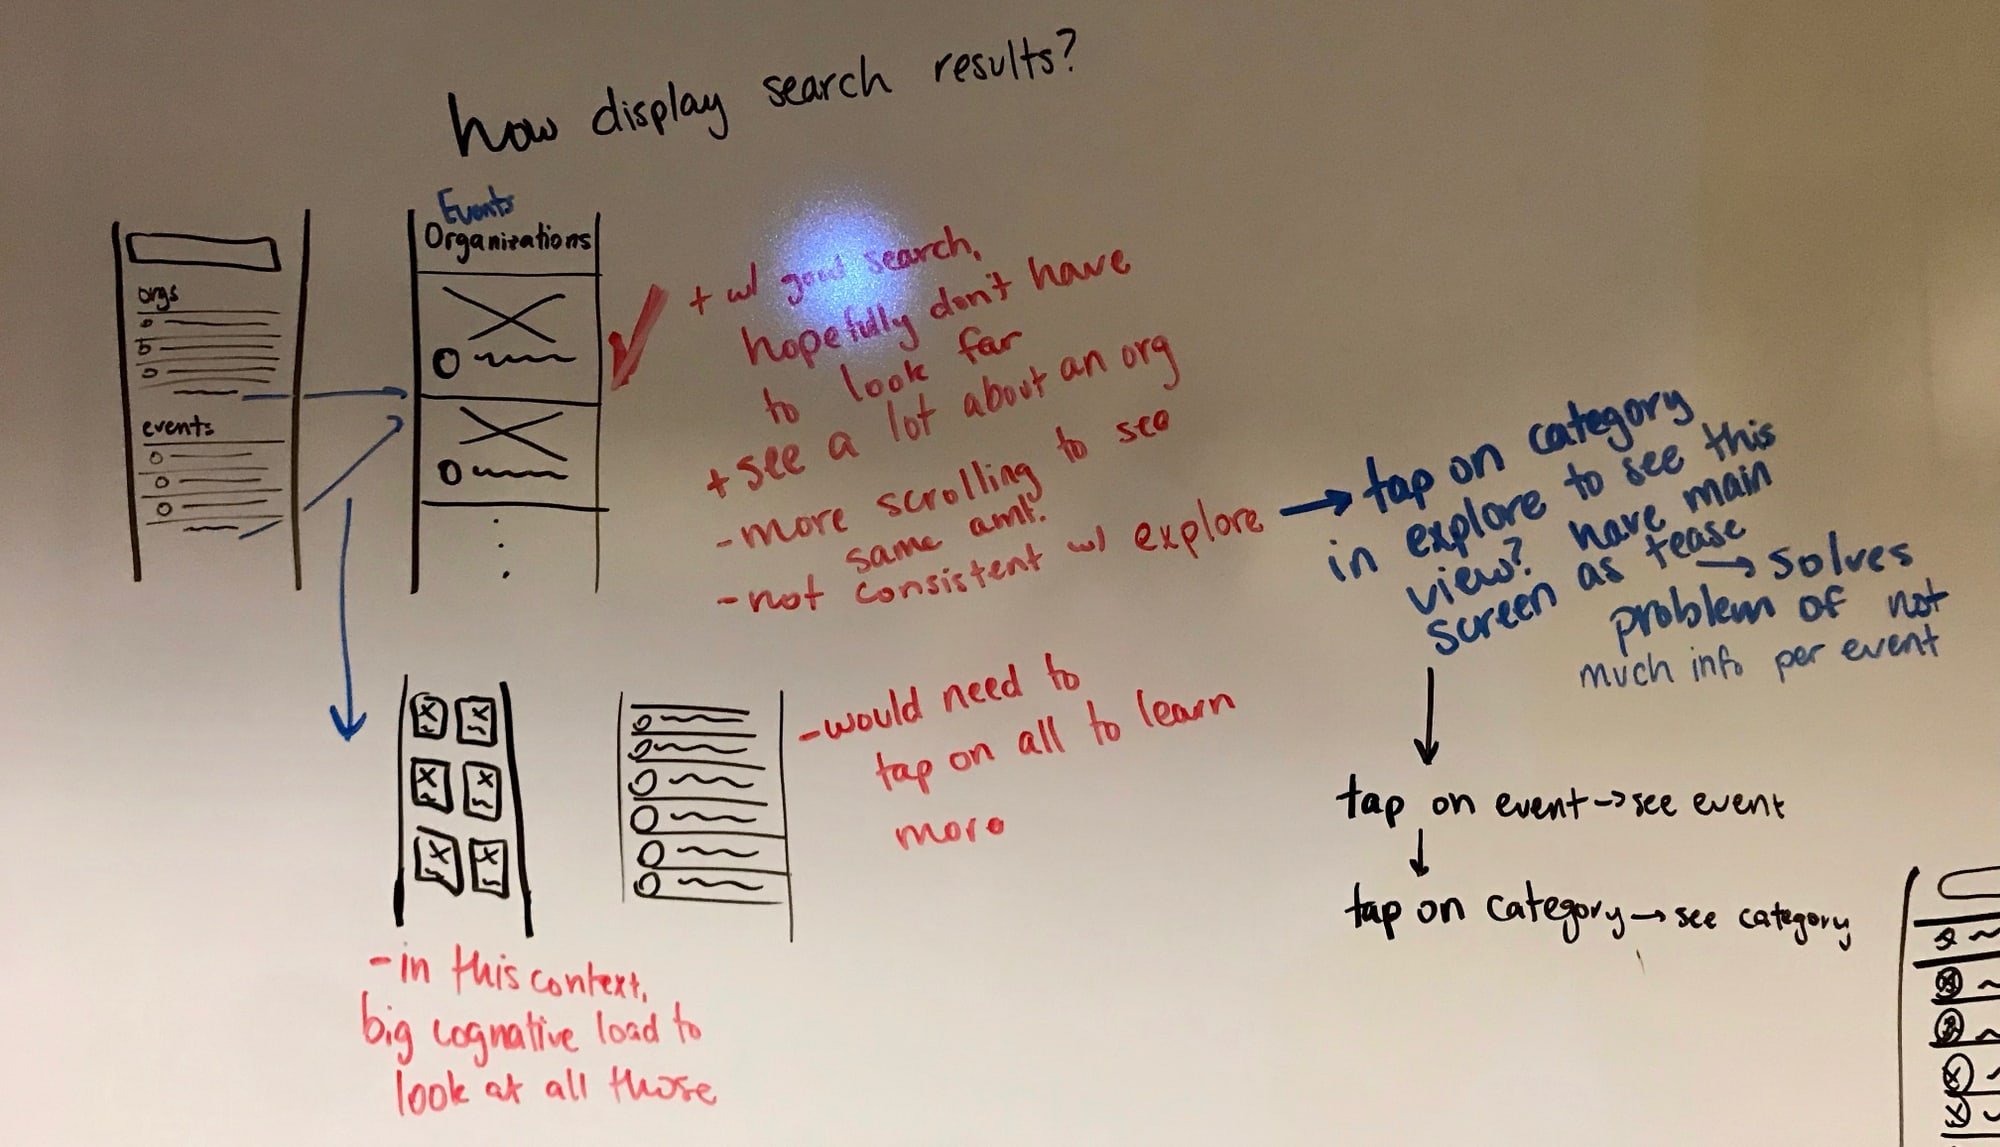 how display search results?
orgs
events
Events
Organizations
+ w/ good search,
hopefully don't have
to look far
+ see a lot about an org
- more scrolling to see
same amt.
- not consistent w/ explore
→ tap on category
in explore to see this
view? have main
screen as tease
→ solves
problem of not
much info per event
tap on event → see event
tap on category → see category
- would need to
tap on all to learn
more
- in this context,
big cognative load to
look at all those